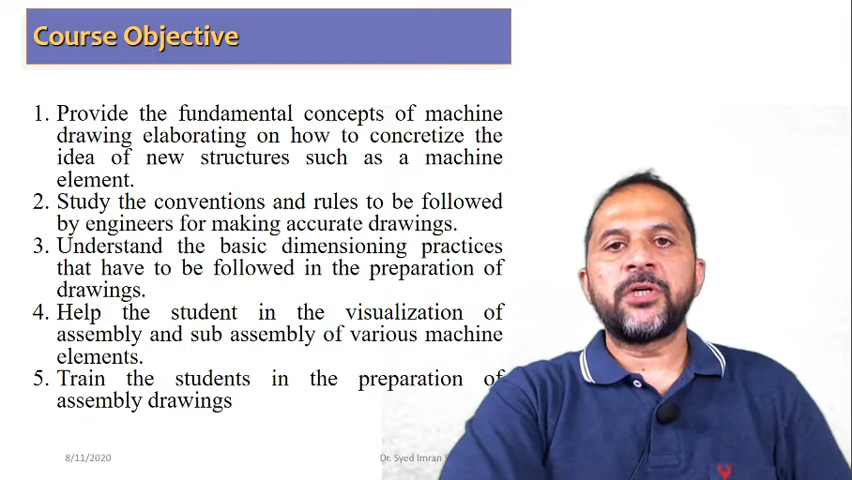 Course Objective
1. Provide the fundamental concepts of machine
drawing elaborating on how to concretize the
idea of new structures such as a machine
element.
2. Study the conventions and rules to be followed
by engineers for making accurate drawings.
3. Understand the basic dimensioning practices
that have to be followed in the preparation of
drawings.
4. Help the student in the visualization of
assembly and sub assembly of various machine
elements.
5. Train the students in the preparation of
assembly drawings
8/11/2020
Dr. Syed Imran